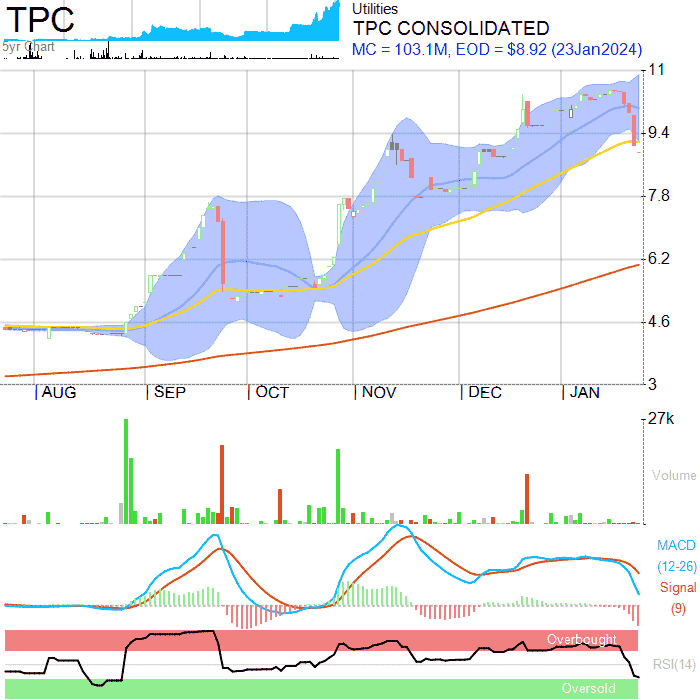 TPC
5yr Chart
Utilities
TPC CONSOLIDATED
MC = 103.1M, EOD = $8.92 (23Jan2024)
11
9.4
7.8
6.2
4.6
3
AUG SEP OCT NOV DEC JAN
27k
Volume
MACD
(12-26)
Signal
(9)
Overbought
RSI(14)
Oversold